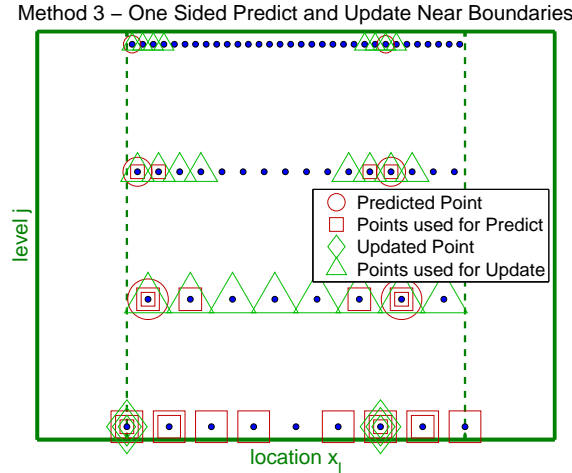 Method 3 – One Sided Predict and Update Near Boundaries
level j
Predicted Point
Points used for Predict
Updated Point
Points used for Update
location x_l